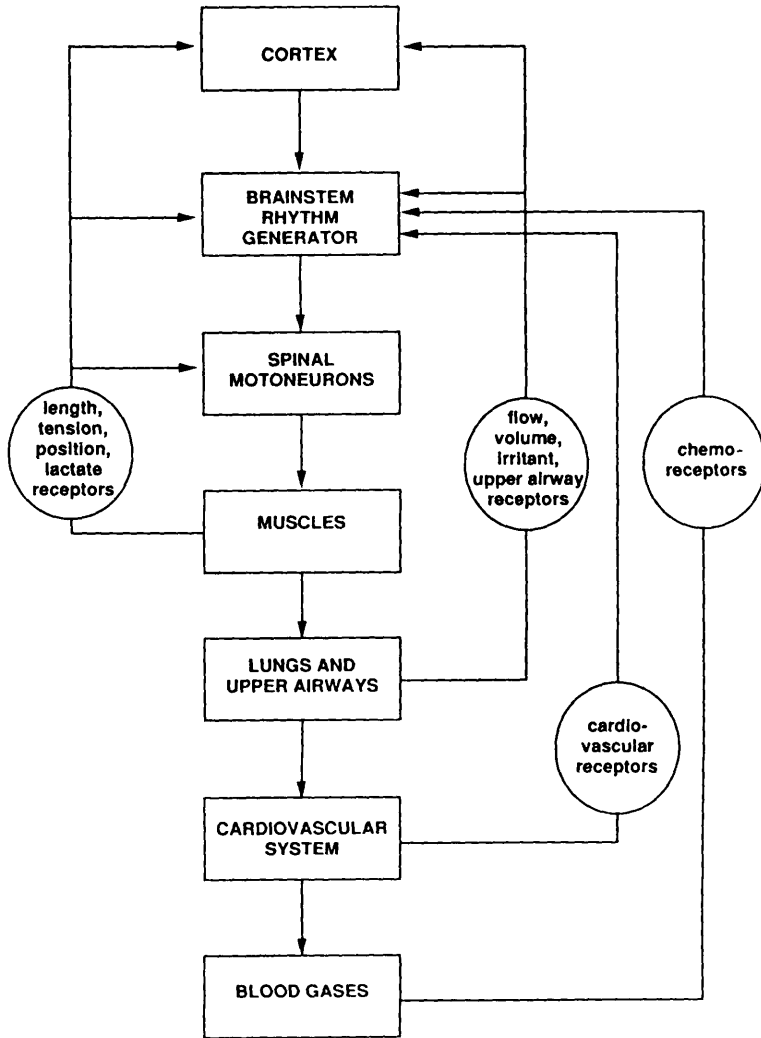 CORTEX
BRAINSTEM
RHYTHM
GENERATOR
SPINAL
MOTONEURONS
length,
tension,
position,
lactate
receptors
flow,
volume,
irritant,
upper airway
receptors
chemo-
receptors
MUSCLES
LUNGS AND
UPPER AIRWAYS
cardio-
vascular
receptors
CARDIOVASCULAR
SYSTEM
BLOOD GASES